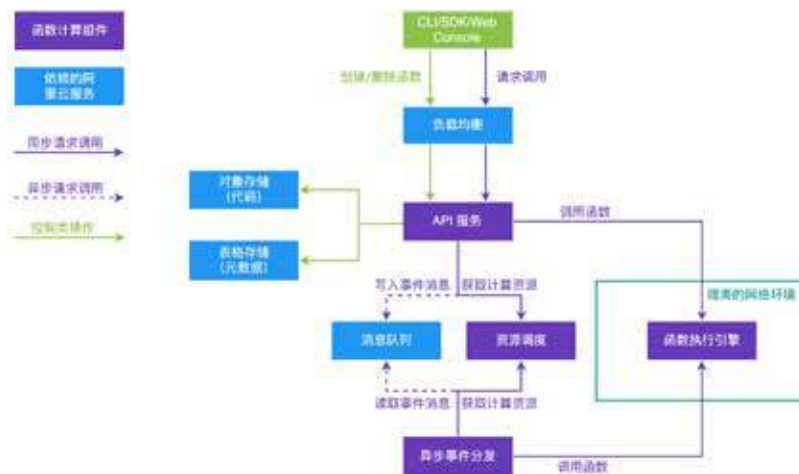 函数计算组件
依赖的阿
里云服务
同步请求调用
异步请求调用
控制类操作
CLI/SDK/Web
Console
创建/删除函数
请求调用
负载均衡
对象存储
(代码)
表格存储
(元数据)
API 服务
调用函数
写入事件消息
获取计算资源
隔离的网络环境
消息队列
资源调度
函数执行引擎
读取事件消息
获取计算资源
异步事件分发
调用函数